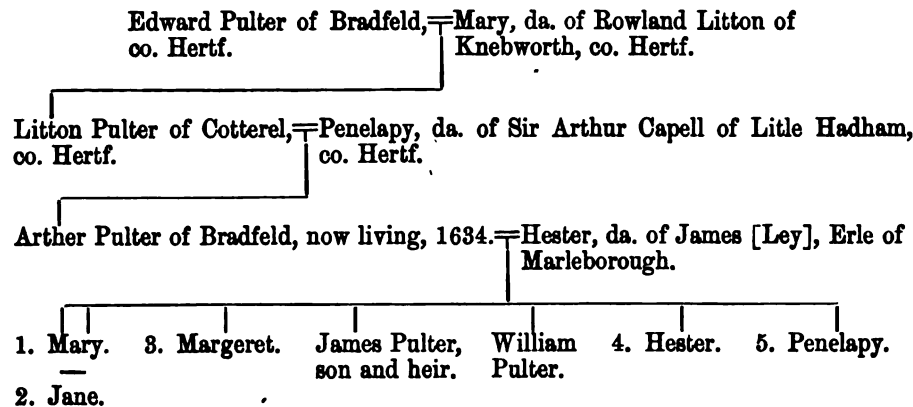 Edward Pulter of Bradfeld,=Mary, da. of Rowland Litton of
co. Hertf. Knebworth, co. Hertf.
Litton Pulter of Cotterel,=Penelapy, da. of Sir Arthur Capell of Litle Hadham,
co. Hertf. co. Hertf.
Arther Pulter of Bradfeld, now living, 1634.=Hester, da. of James [Ley], Erle of
Marleborough.
1. Mary. 3. Margeret. James Pulter, William 4. Hester. 5. Penelapy.
son and heir. Pulter.
2. Jane.